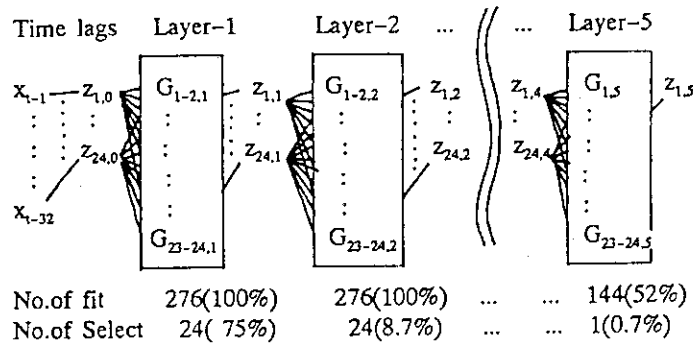 Time lags Layer-1 Layer-2 ... ... Layer-5
x_{t-1} z_{1,0} G_{1-2,1} z_{1,1} G_{1-2,2} z_{1,2} z_{1,4} G_{1,5} z_{1,5}
z_{24,0} z_{24,1} z_{24,2} z_{24,4}
x_{t-32}
G_{23-24,1} G_{23-24,2} G_{23-24,5}
No.of fit 276(100%) 276(100%) ... ... 144(52%)
No.of Select 24( 75%) 24(8.7%) ... ... 1(0.7%)